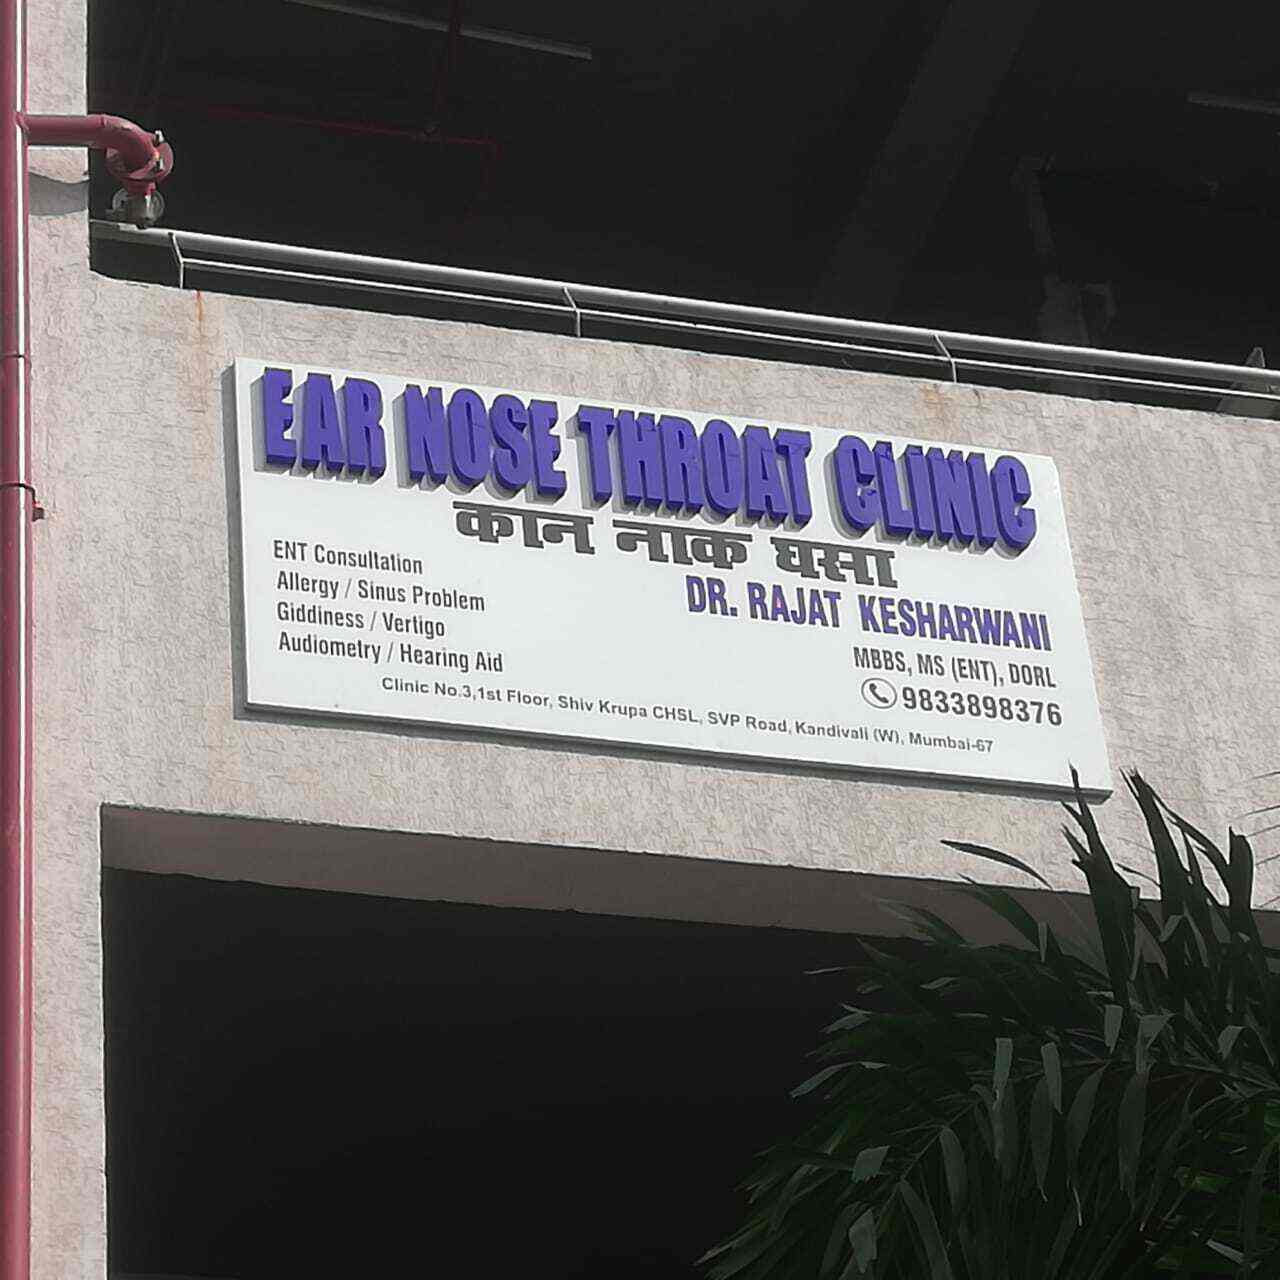 EAR NOSE THROAT CLINIC
कान नाक घसा
ENT Consultation
Allergy / Sinus Problem
Giddiness / Vertigo
Audiometry / Hearing Aid
DR. RAJAT KESHARWANI
MBBS, MS (ENT), DORL
9833898376
Clinic No.3,1st Floor, Shiv Krupa CHSL, SVP Road, Kandivali (W), Mumbai-67